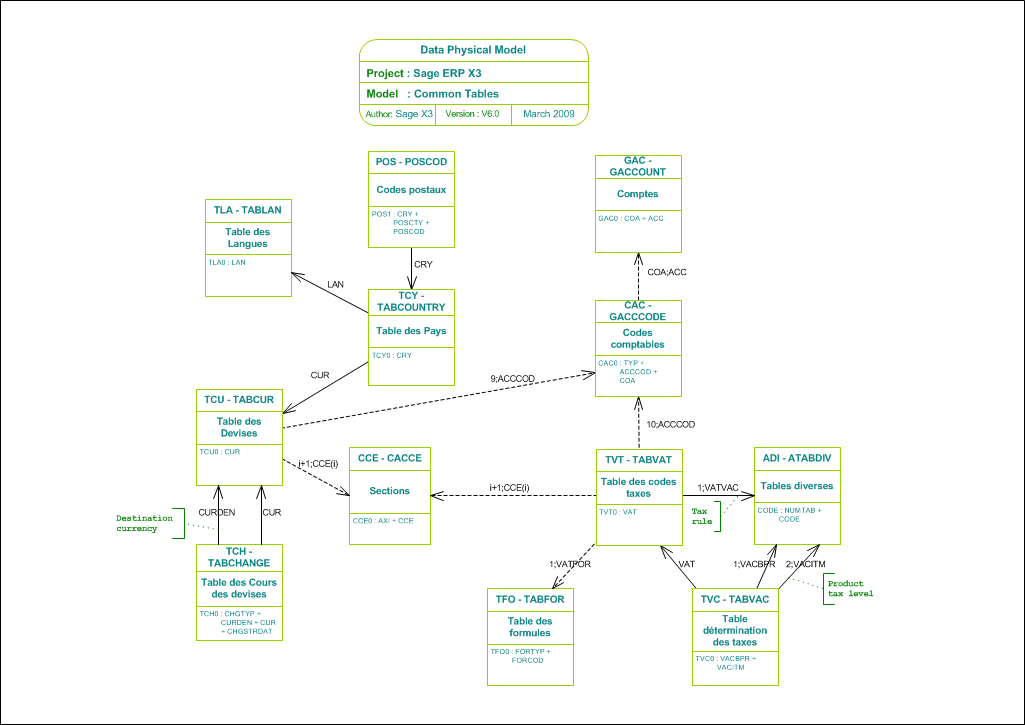 Data Physical Model
Project : Sage ERP X3
Model : Common Tables
Author: Sage X3
Version : V6.0
March 2009
POS - POSCOD
Codes postaux
POS1 : CRY +
POSCTY +
POSCOD
GAC -
GACCOUNT
Comptes
GAC0 : COA + ACC
TLA - TABLAN
Table des
Langues
TLA0 : LAN
CRY
COA;ACC
LAN
TCY -
TABCOUNTRY
Table des Pays
TCY0 : CRY
CAC -
GACCCODE
Codes
comptables
CAC0 : TYP +
ACCCOD +
COA
CUR
9;ACCCOD
TCU - TABCUR
Table des
Devises
TCU0 : CUR
10;ACCCOD
j+1;CCE(i)
CCE - CACCE
Sections
CCE0 : AXI + CCE
i+1;CCE(i)
TVT - TABVAT
Table des codes
taxes
TVT0 : VAT
1;VATVAC
Tax
rule
ADI - ATABDIV
Tables diverses
CODE : NUMTAB +
CODE
Destination
currency
CURDEN
CUR
TCH -
TABCHANGE
Table des Cours
des devises
TCH0 : CHGTYP +
CURDEN + CUR
+ CHGSTRDAT
1;VATFOR
VAT
1;VACBPR
2;VACITM
Product
tax level
TFO - TABFOR
Table des
formules
TFO0 : FORTYP +
FORCOD
TVC - TABVAC
Table
détermination
des taxes
TVC0 : VACBPR +
VACITM